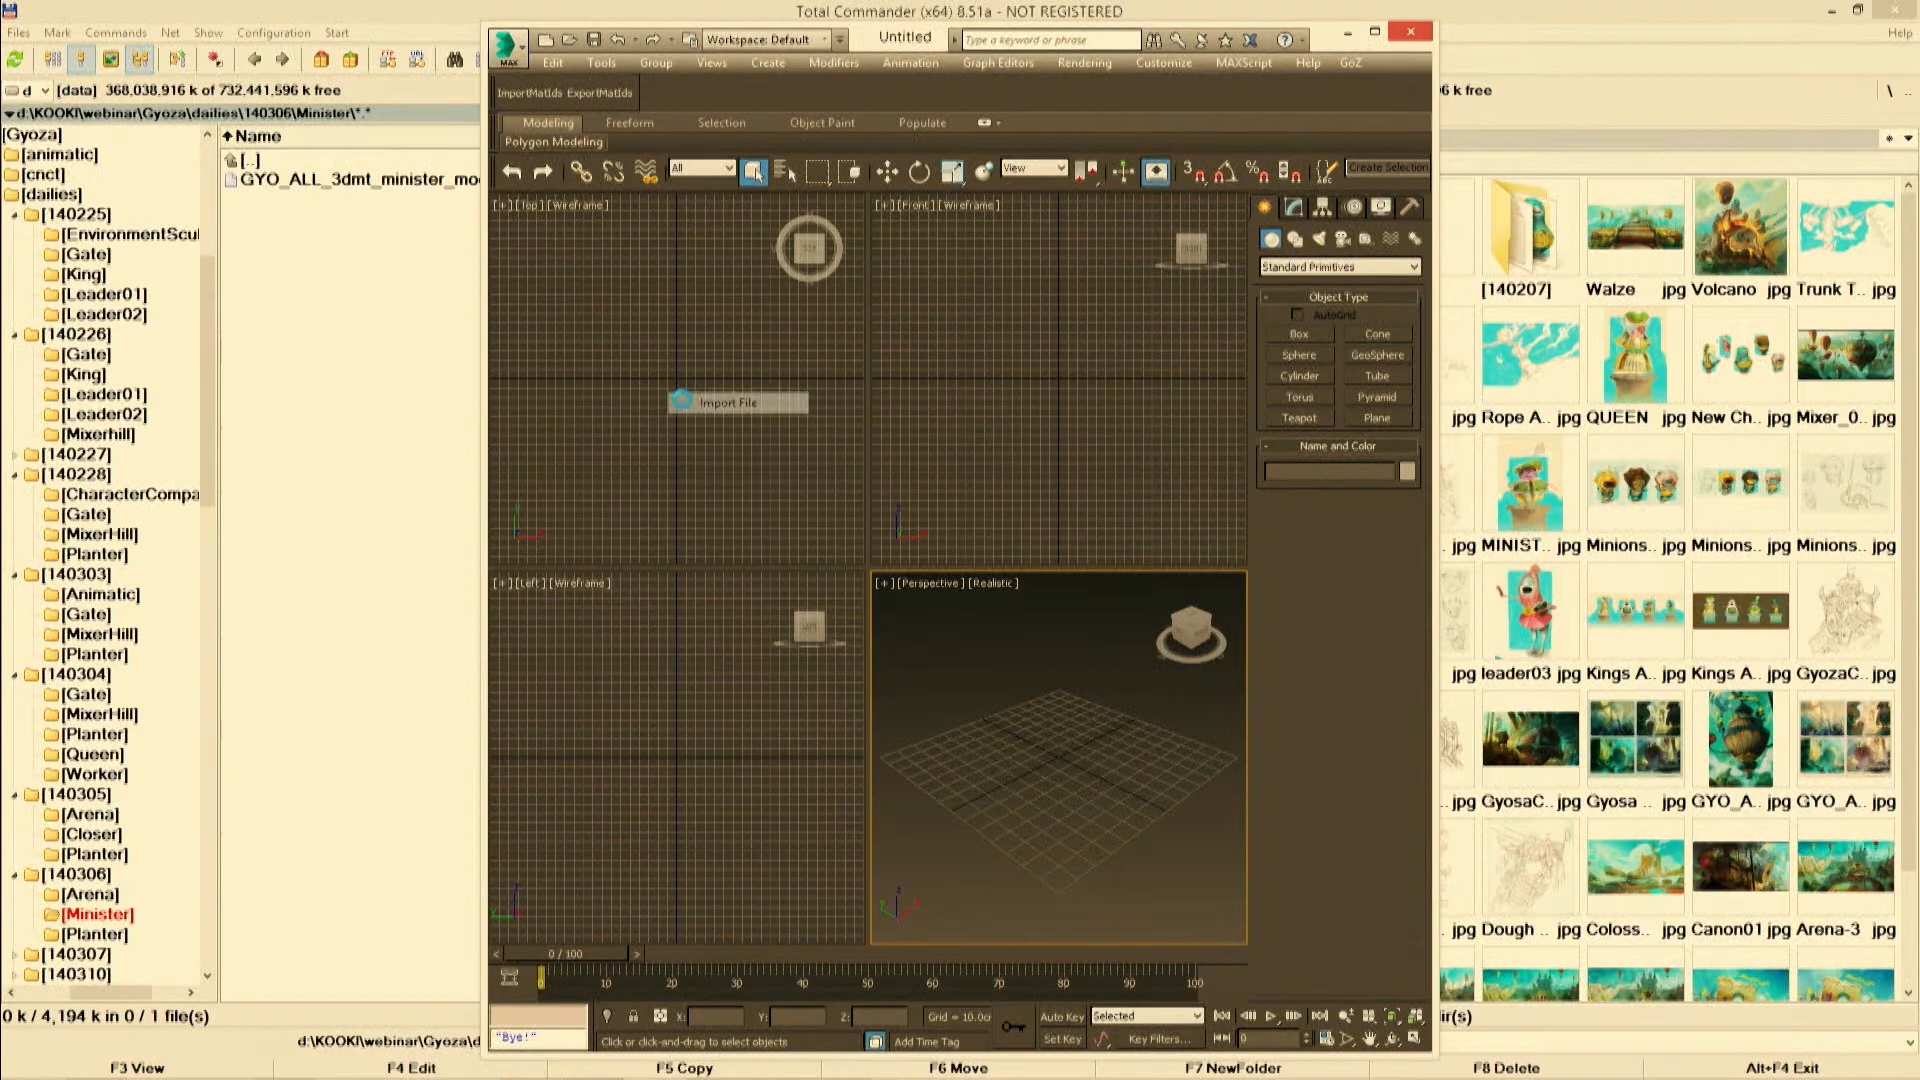 Total Commander (x64) 8.51a - NOT REGISTERED
Files Mark Commands Net Show Configuration Start
Help
d [data] 368,038,916 k of 732,441,596 k free
6 k free
\ ..
d:\KOOKI\webinar\Gyoza\dailies\140306\Minister\*.*
[Gyoza]
[animatic]
[cnct]
[dailies]
[140225]
[EnvironmentScul
[Gate]
[King]
[Leader01]
[Leader02]
[140226]
[Gate]
[King]
[Leader01]
[Leader02]
[Mixerhill]
[140227]
[140228]
[CharacterCompa
[Gate]
[MixerHill]
[Planter]
[140303]
[Animatic]
[Gate]
[MixerHill]
[Planter]
[140304]
[Gate]
[MixerHill]
[Planter]
[Queen]
[Worker]
[140305]
[Arena]
[Closer]
[Planter]
[140306]
[Arena]
[Minister]
[Planter]
[140307]
[140310]
Name
[..]
GYO_ALL_3dmt_minister_mo
0 k / 4,194 k in 0 / 1 file(s)
d:\KOOKI\webinar\Gyoza\d
F3 View F4 Edit F5 Copy F6 Move F7 NewFolder F8 Delete Alt+F4 Exit
MAX
Workspace: Default
Untitled
Type a keyword or phrase
Edit Tools Group Views Create Modifiers Animation Graph Editors Rendering Customize MAXScript Help GoZ
ImportMatIds ExportMatIds
Modeling Freeform Selection Object Paint Populate
Polygon Modeling
All
View
3
%
ABC
Create Selection
[+][Top][Wireframe]
TOP
[+][Front][Wireframe]
FRONT
Import File
[+][Left][Wireframe]
LEFT
[+][Perspective][Realistic]
Standard Primitives
- Object Type
AutoGrid
Box Cone
Sphere GeoSphere
Cylinder Tube
Torus Pyramid
Teapot Plane
- Name and Color
< 0 / 100 >
0 10 20 30 40 50 60 70 80 90 100
"Bye!"
X: Y: Z: Grid = 10.0c
Click or click-and-drag to select objects
Add Time Tag
Auto Key Selected
Set Key Key Filters...
0
[140207] Walze jpg Volcano jpg Trunk T.. jpg
jpg Rope A.. jpg QUEEN jpg New Ch.. jpg Mixer_0.. jpg
. jpg MINIST.. jpg Minions.. jpg Minions.. jpg Minions.. jpg
jpg leader03 jpg Kings A.. jpg Kings A.. jpg GyozaC.. jpg
. jpg GyosaC.. jpg Gyosa .. jpg GYO_A.. jpg GYO_A.. jpg
. jpg Dough .. jpg Coloss.. jpg Canon01 jpg Arena-3 jpg
ir(s)